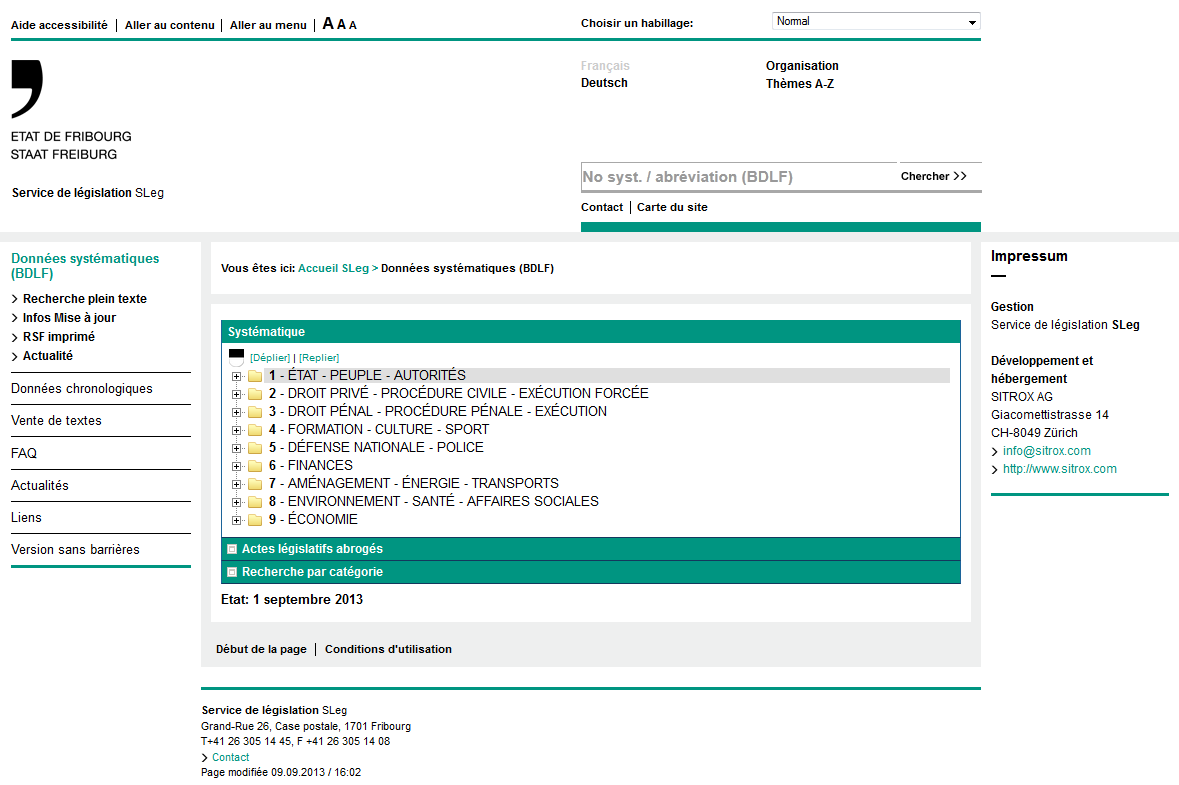 Aide accessibilité | Aller au contenu | Aller au menu | A A A
Choisir un habillage: Normal
Français
Deutsch
Organisation
Thèmes A-Z
ETAT DE FRIBOURG
STAAT FREIBURG
Service de législation SLeg
No syst. / abréviation (BDLF)
Chercher >>
Contact | Carte du site
Données systématiques
(BDLF)
> Recherche plein texte
> Infos Mise à jour
> RSF imprimé
> Actualité
Données chronologiques
Vente de textes
FAQ
Actualités
Liens
Version sans barrières
Vous êtes ici: Accueil SLeg > Données systématiques (BDLF)
Systématique
[Déplier] | [Replier]
1 - ÉTAT - PEUPLE - AUTORITÉS
2 - DROIT PRIVÉ - PROCÉDURE CIVILE - EXÉCUTION FORCÉE
3 - DROIT PÉNAL - PROCÉDURE PÉNALE - EXÉCUTION
4 - FORMATION - CULTURE - SPORT
5 - DÉFENSE NATIONALE - POLICE
6 - FINANCES
7 - AMÉNAGEMENT - ÉNERGIE - TRANSPORTS
8 - ENVIRONNEMENT - SANTÉ - AFFAIRES SOCIALES
9 - ÉCONOMIE
Actes législatifs abrogés
Recherche par catégorie
Etat: 1 septembre 2013
Début de la page | Conditions d'utilisation
Impressum
Gestion
Service de législation SLeg
Développement et
hébergement
SITROX AG
Giacomettistrasse 14
CH-8049 Zürich
> info@sitrox.com
> http://www.sitrox.com
Service de législation SLeg
Grand-Rue 26, Case postale, 1701 Fribourg
T+41 26 305 14 45, F +41 26 305 14 08
> Contact
Page modifiée 09.09.2013 / 16:02